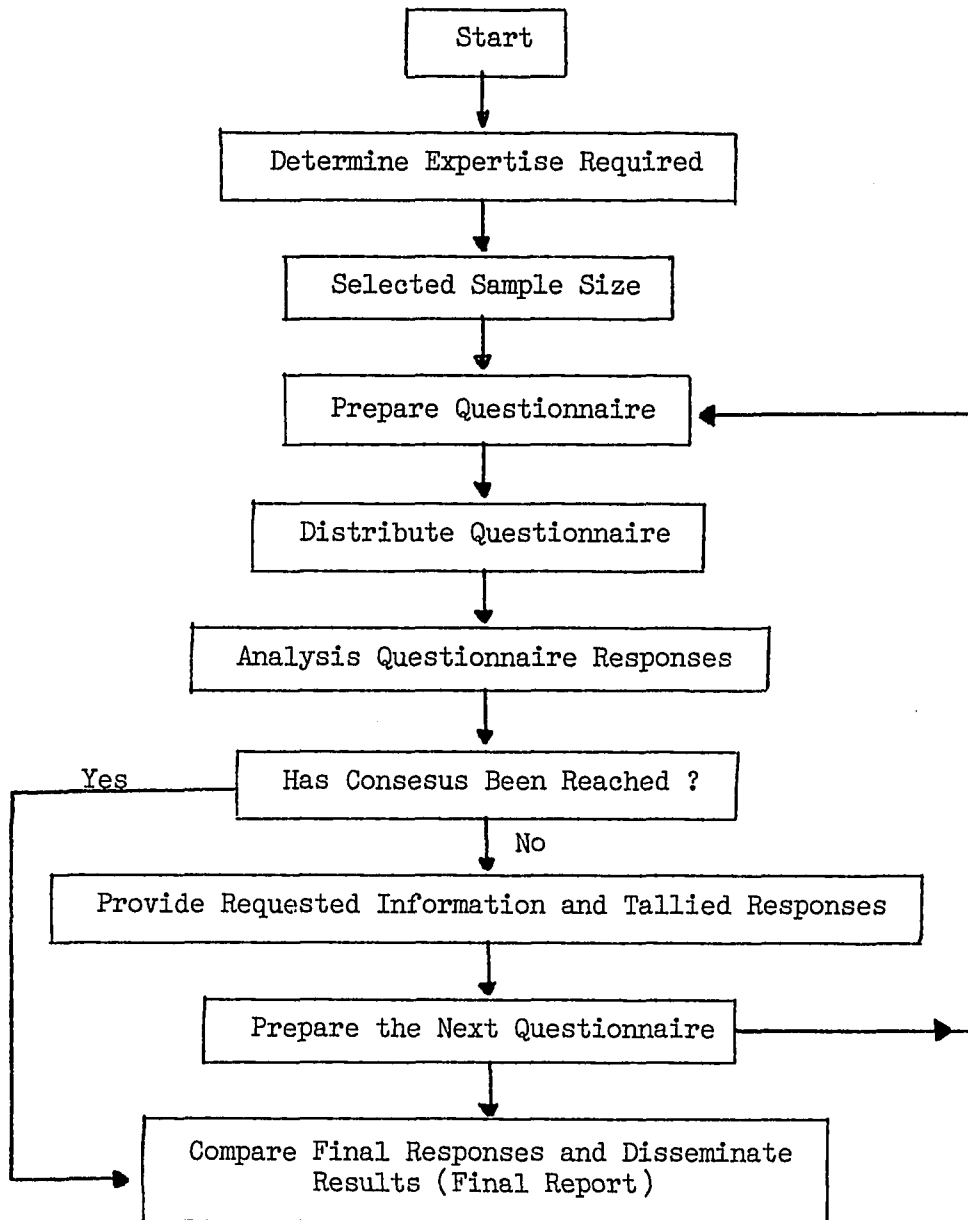 Start
Determine Expertise Required
Selected Sample Size
Prepare Questionnaire
Distribute Questionnaire
Analysis Questionnaire Responses
Yes
Has Consesus Been Reached ?
No
Provide Requested Information and Tallied Responses
Prepare the Next Questionnaire
Compare Final Responses and Disseminate
Results (Final Report)